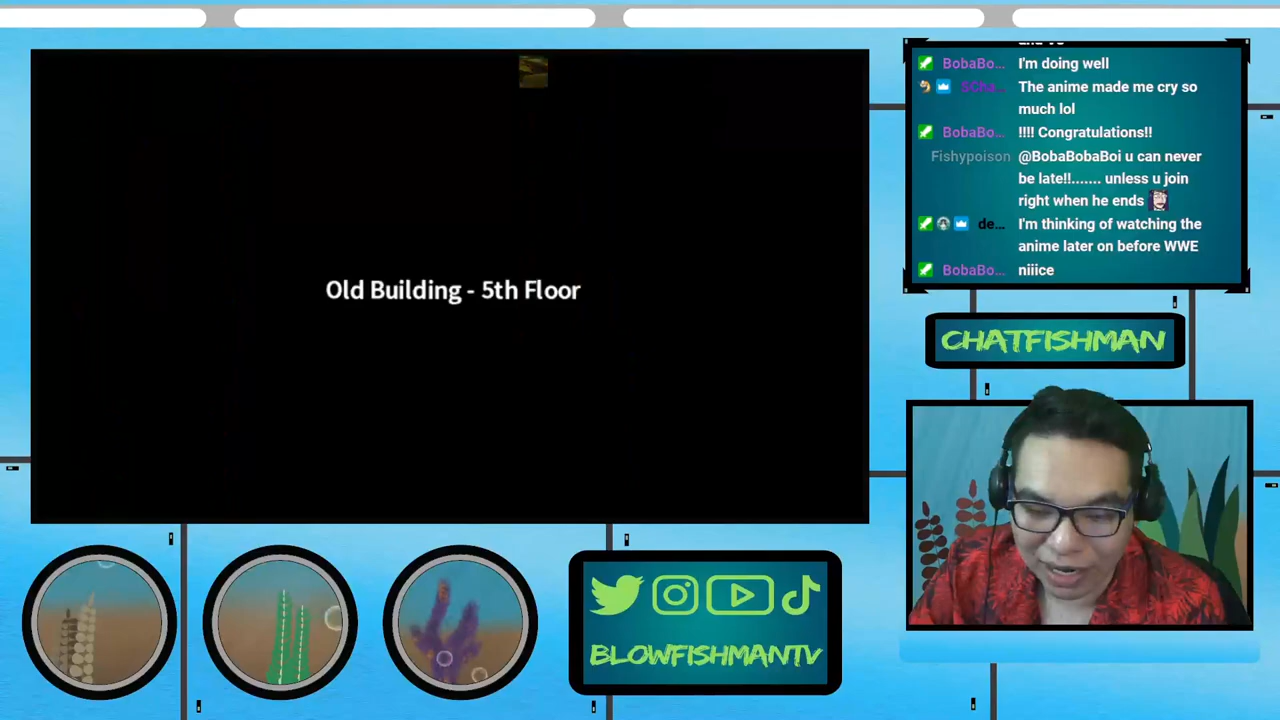 Old Building - 5th Floor
BobaBo... I'm doing well
SCha... The anime made me cry so
much lol
BobaBo... !!!! Congratulations!!
Fishypoison @BobaBobaBoi u can never
be late!!....... unless u join
right when he ends
de... I'm thinking of watching the
anime later on before WWE
BobaBo... niiice
CHATFISHMAN
BLOWFISHMANTV